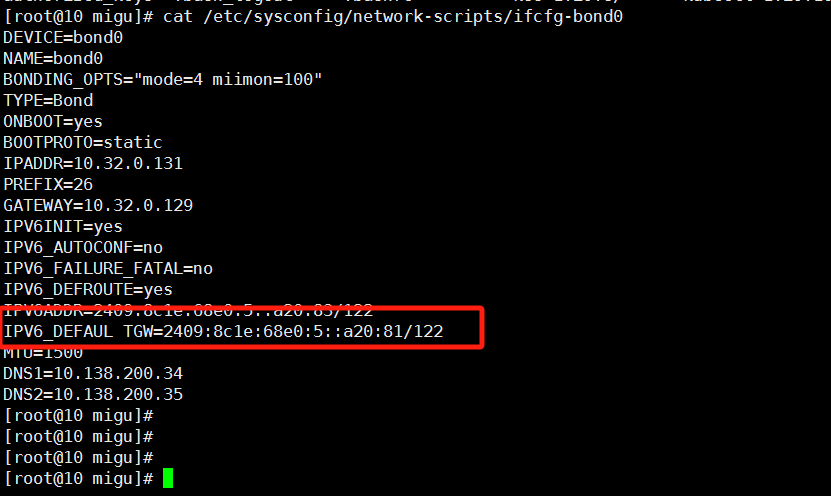 [root@10 migu]# cat /etc/sysconfig/network-scripts/ifcfg-bond0
DEVICE=bond0
NAME=bond0
BONDING_OPTS="mode=4 miimon=100"
TYPE=Bond
ONBOOT=yes
BOOTPROTO=static
IPADDR=10.32.0.131
PREFIX=26
GATEWAY=10.32.0.129
IPV6INIT=yes
IPV6_AUTOCONF=no
IPV6_FAILURE_FATAL=no
IPV6_DEFROUTE=yes
IPV6ADDR=2409:8c1e:68e0:5::a20:83/122
IPV6_DEFAUL TGW=2409:8c1e:68e0:5::a20:81/122
MTU=1500
DNS1=10.138.200.34
DNS2=10.138.200.35
[root@10 migu]#
[root@10 migu]#
[root@10 migu]#
[root@10 migu]#